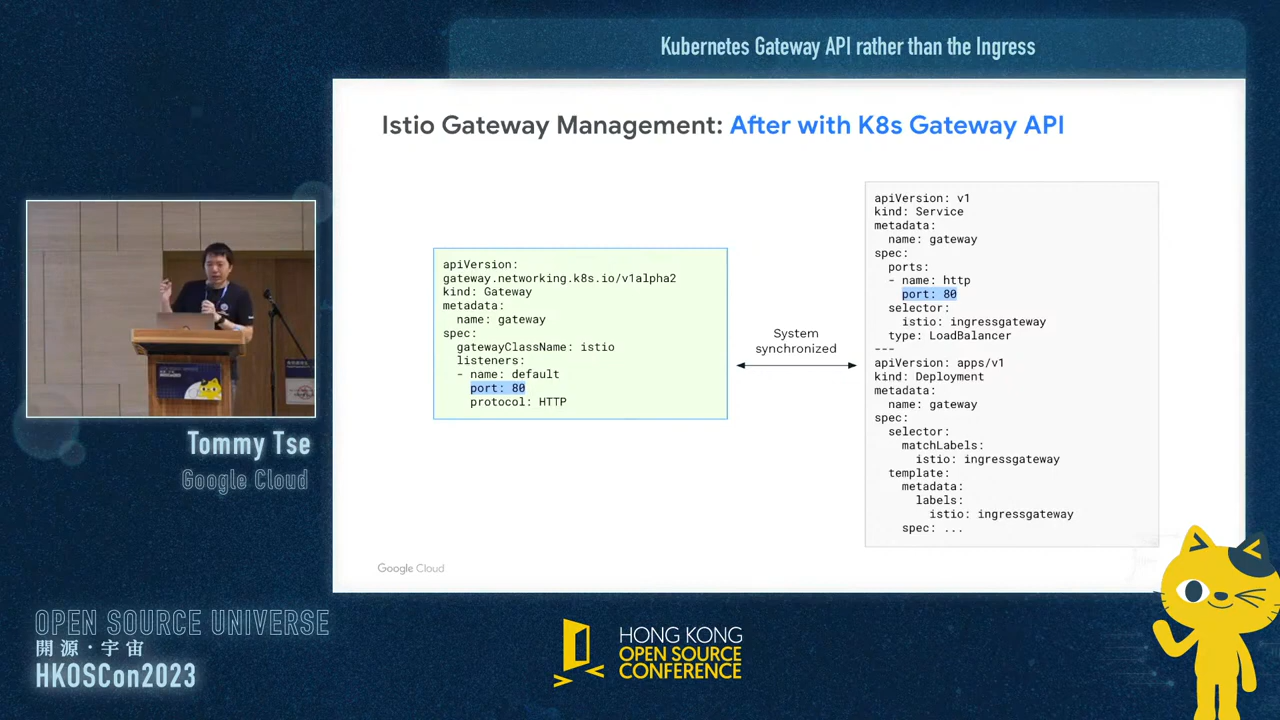 Kubernetes Gateway API rather than the Ingress
Istio Gateway Management: After with K8s Gateway API
apiVersion:
gateway.networking.k8s.io/v1alpha2
kind: Gateway
metadata:
  name: gateway
spec:
  gatewayClassName: istio
  listeners:
  - name: default
    port: 80
    protocol: HTTP
System
synchronized
apiVersion: v1
kind: Service
metadata:
  name: gateway
spec:
  ports:
  - name: http
    port: 80
  selector:
    istio: ingressgateway
  type: LoadBalancer
---
apiVersion: apps/v1
kind: Deployment
metadata:
  name: gateway
spec:
  selector:
    matchLabels:
      istio: ingressgateway
  template:
    metadata:
      labels:
        istio: ingressgateway
    spec: ...
Google Cloud
Tommy Tse
Google Cloud
OPEN SOURCE UNIVERSE
開源·宇宙
HKOSCon2023
HONG KONG
OPEN SOURCE
CONFERENCE